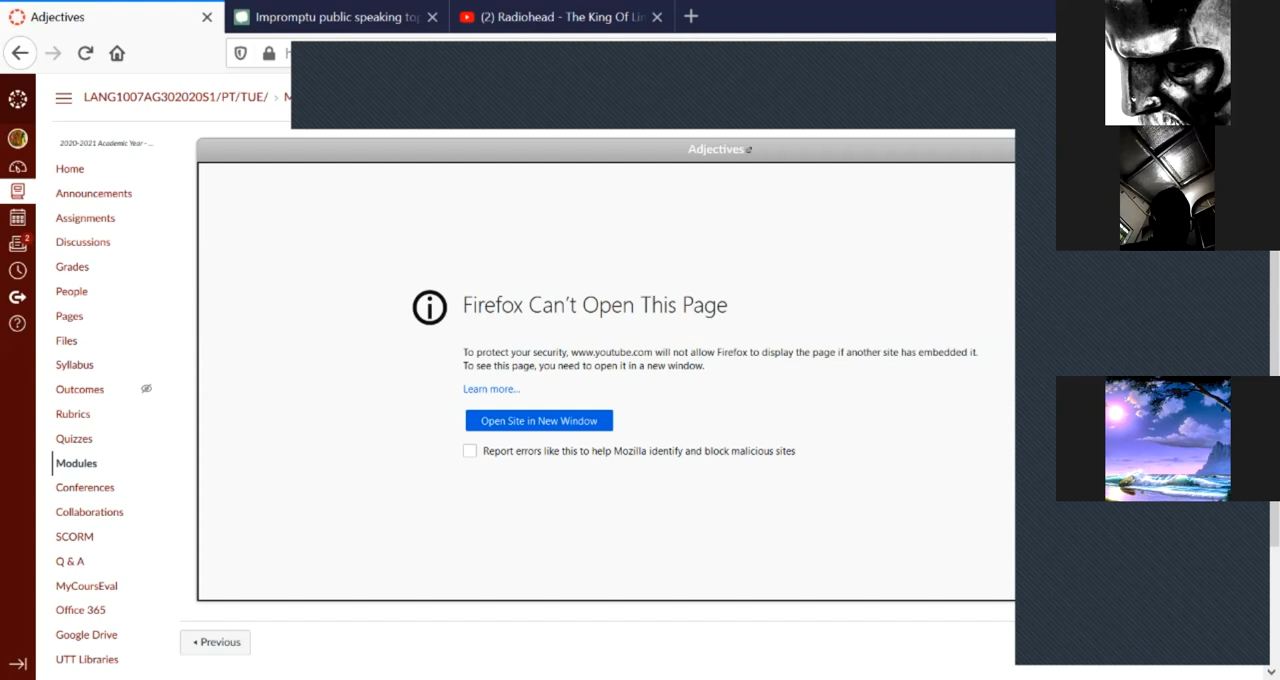 Adjectives
Impromptu public speaking top
(2) Radiohead - The King Of Lim
LANG1007AG302020S1/PT/TUE/ › M
2020-2021 Academic Year - ...
Home
Announcements
Assignments
Discussions
Grades
People
Pages
Files
Syllabus
Outcomes
Rubrics
Quizzes
Modules
Conferences
Collaborations
SCORM
Q & A
MyCoursEval
Office 365
Google Drive
UTT Libraries
2
Adjectives
Firefox Can’t Open This Page
To protect your security, www.youtube.com will not allow Firefox to display the page if another site has embedded it.
To see this page, you need to open it in a new window.
Learn more...
Open Site in New Window
Report errors like this to help Mozilla identify and block malicious sites
◂ Previous